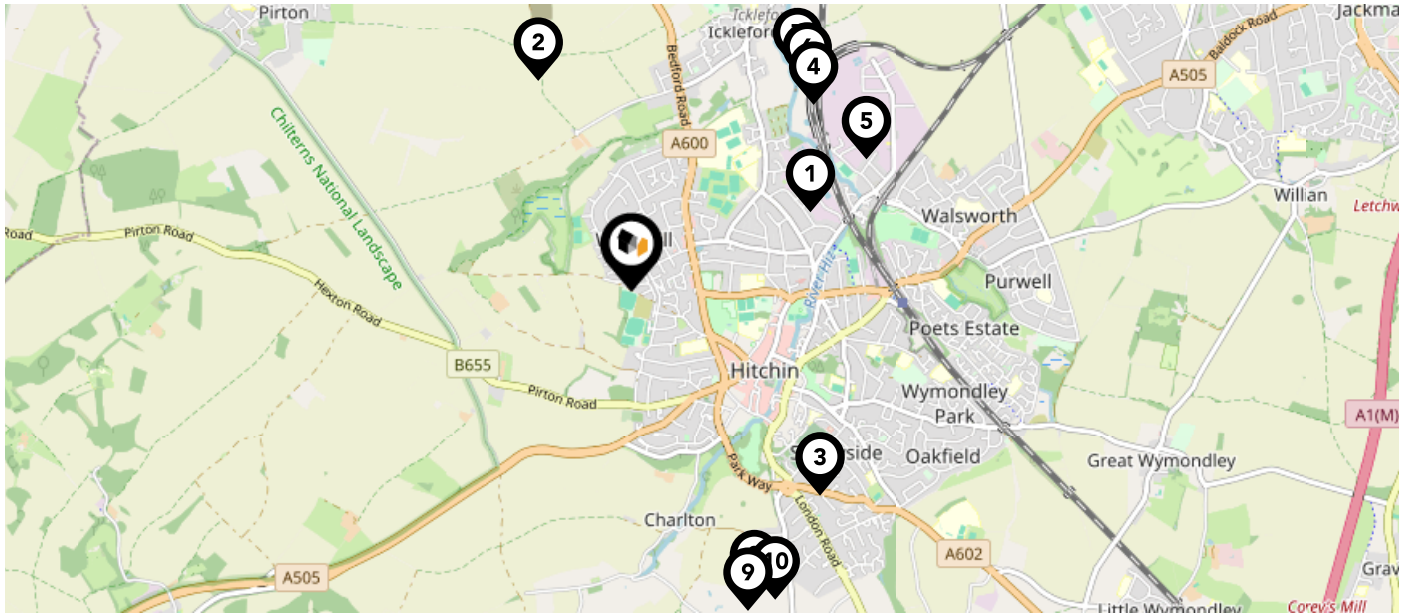 Pirton
2
Icklefo
Ickleford
4
Jackma
Baldock Road
A505
Bedford Road
5
A600
Chilterns National Landscape
1
Willian
Letchw
Walsworth
Road
Pirton Road
River Hiz
Purwell
Hexton Road
Poets Estate
B655
Hitchin
Pirton Road
Wymondley
Park
A1(M)
3
Oakfield
Great Wymondley
Park Way
London Road
Charlton
A602
10
9
A505
Grav
Little Wymondley
Corey's Mill